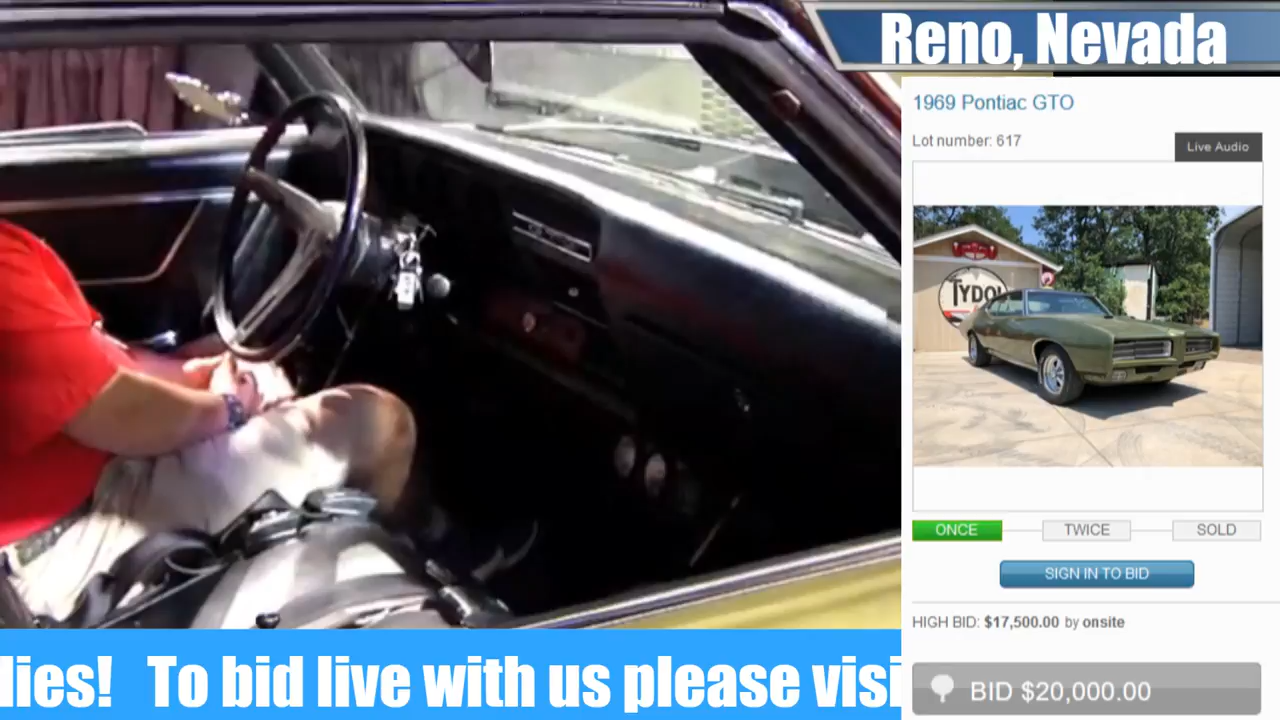 Reno, Nevada
1969 Pontiac GTO
Lot number: 617
Live Audio
TYDOL
ONCE
TWICE
SOLD
SIGN IN TO BID
HIGH BID: $17,500.00 by onsite
BID $20,000.00
lies! To bid live with us please visi